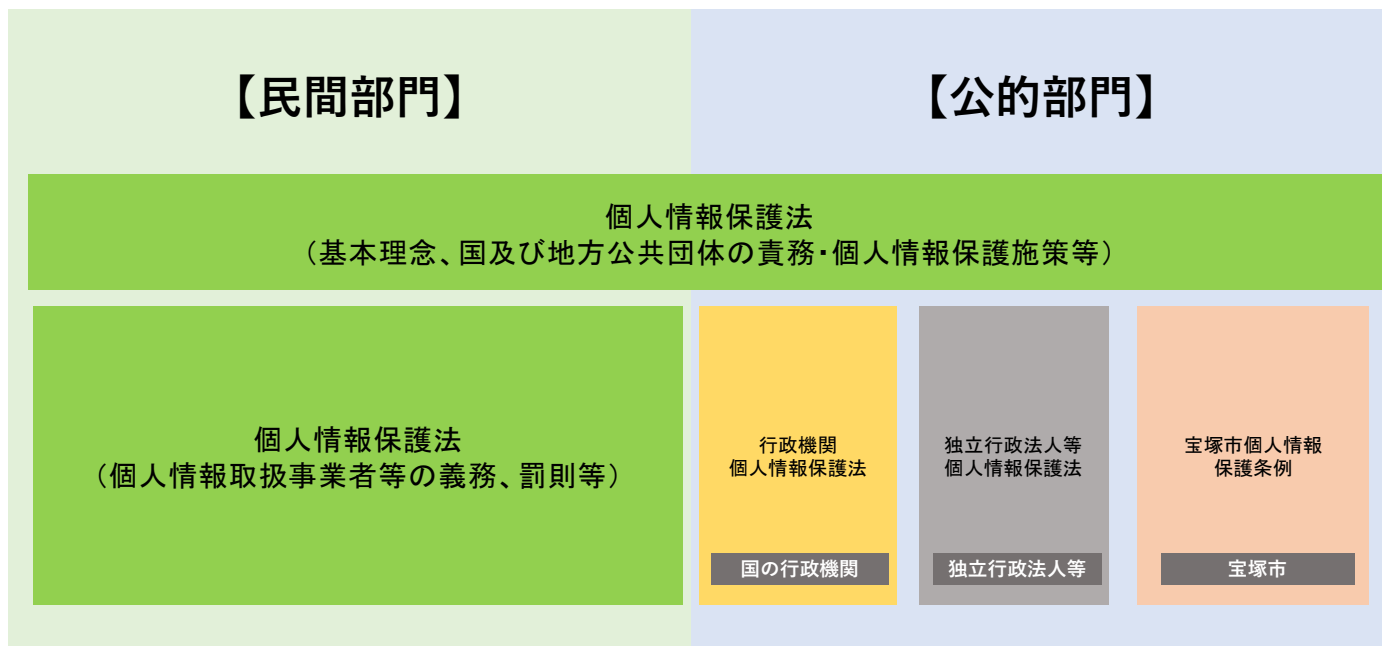 【民間部門】
【公的部門】
個人情報保護法
（基本理念、国及び地方公共団体の責務・個人情報保護施策等）
個人情報保護法
（個人情報取扱事業者等の義務、罰則等）
行政機関
個人情報保護法
国の行政機関
独立行政法人等
個人情報保護法
独立行政法人等
宝塚市個人情報
保護条例
宝塚市